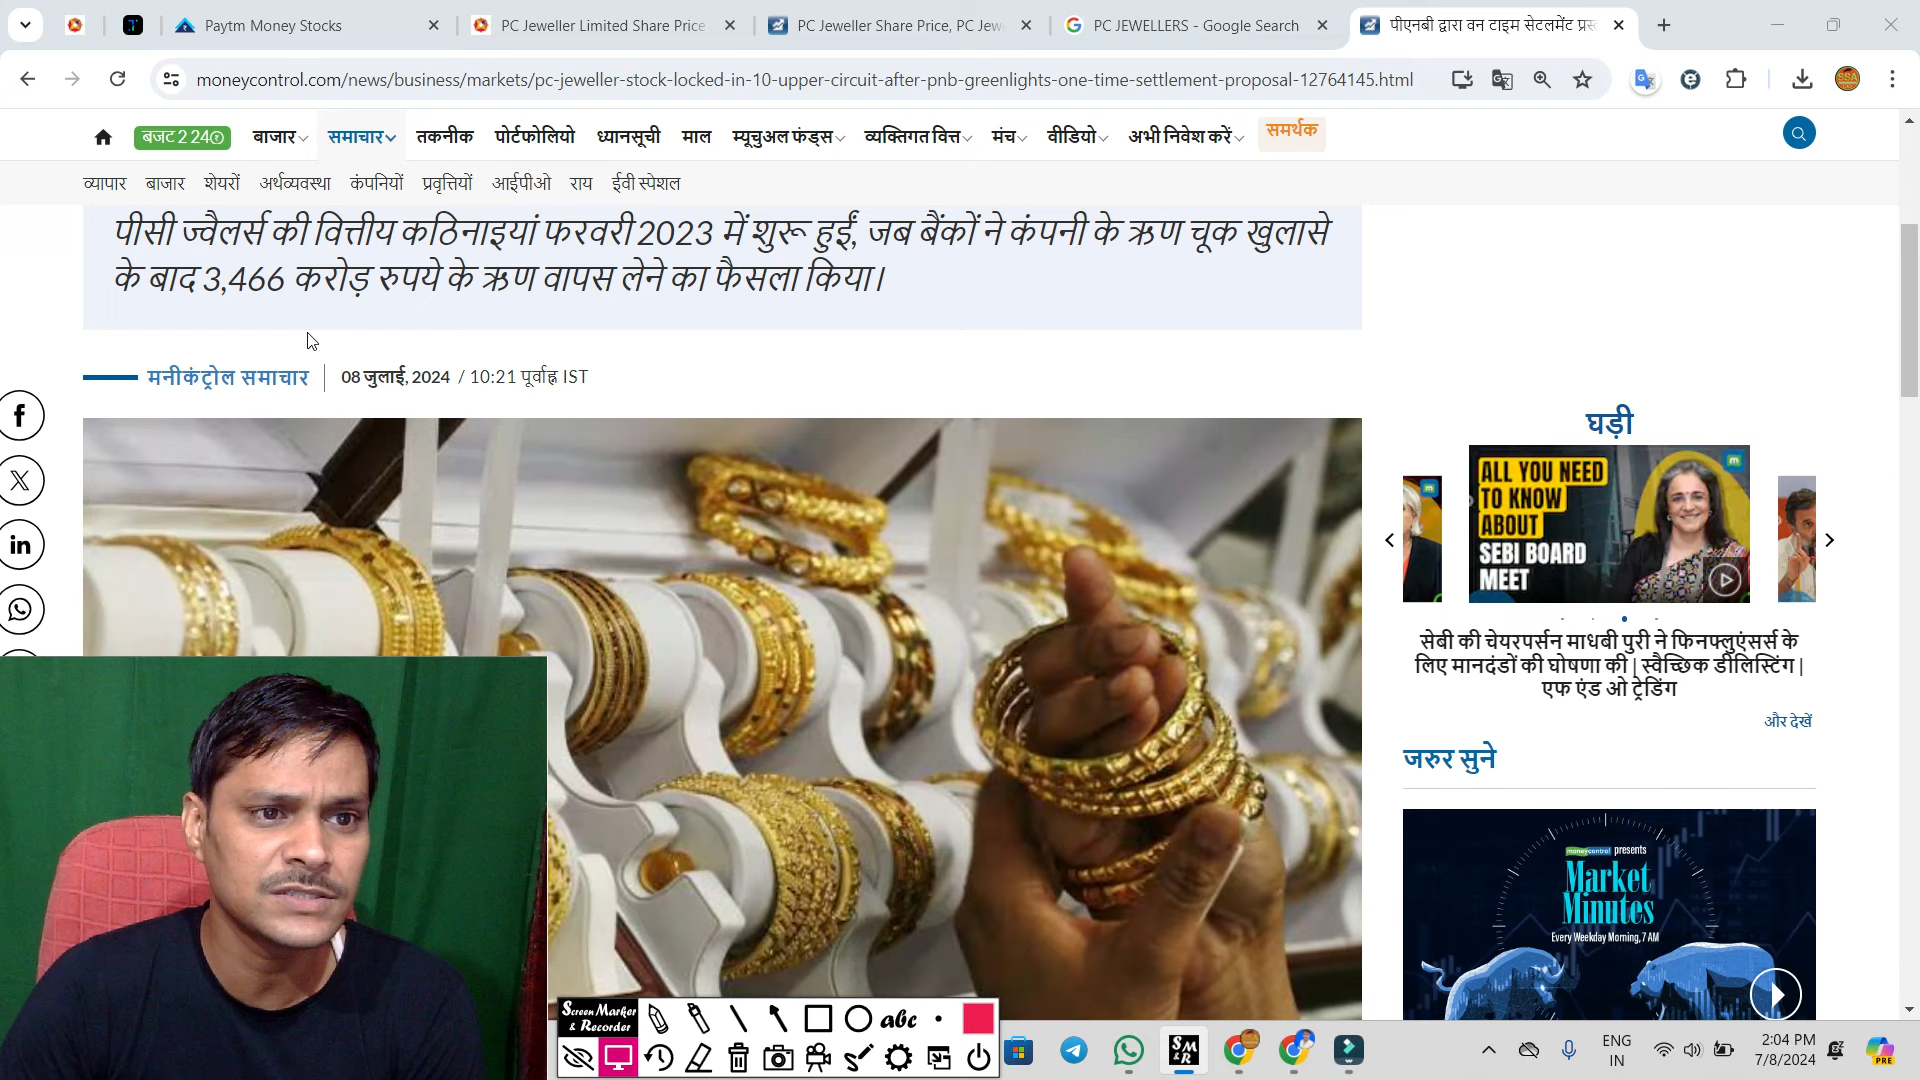 Paytm Money Stocks
PC Jeweller Limited Share Price
PC Jeweller Share Price, PC Jew
PC JEWELLERS - Google Search
पीएनबी द्वारा वन टाइम सेटलमेंट प्रस्
moneycontrol.com/news/business/markets/pc-jeweller-stock-locked-in-10-upper-circuit-after-pnb-greenlights-one-time-settlement-proposal-12764145.html
बजट 2 24
बाजार
समाचार
तकनीक
पोर्टफोलियो
ध्यानसूची
माल
म्यूचुअल फंड्स
व्यक्तिगत वित्त
मंच
वीडियो
अभी निवेश करें
समर्थक
व्यापार बाजार शेयरों अर्थव्यवस्था कंपनियों प्रवृत्तियों आईपीओ राय ईवी स्पेशल
पीसी ज्वैलर्स की वित्तीय कठिनाइयां फरवरी 2023 में शुरू हुईं, जब बैंकों ने कंपनी के ऋण चूक खुलासे
के बाद 3,466 करोड़ रुपये के ऋण वापस लेने का फैसला किया।
मनीकंट्रोल समाचार
08 जुलाई, 2024 / 10:21 पूर्वाह्न IST
घड़ी
ALL YOU NEED
TO KNOW
ABOUT
SEBI BOARD
MEET
सेबी की चेयरपर्सन माधबी पुरी ने फिनफ्लुएंसर्स के
लिए मानदंडों की घोषणा की | स्वैच्छिक डीलिस्टिंग |
एफ एंड ओ ट्रेडिंग
और देखें
जरुर सुने
moneycontrol presents
Market
Minutes
Every Weekday Morning, 7 AM
Screen Marker
& Recorder
abc
SM
&R
ENG
IN
2:04 PM
7/8/2024
PRE